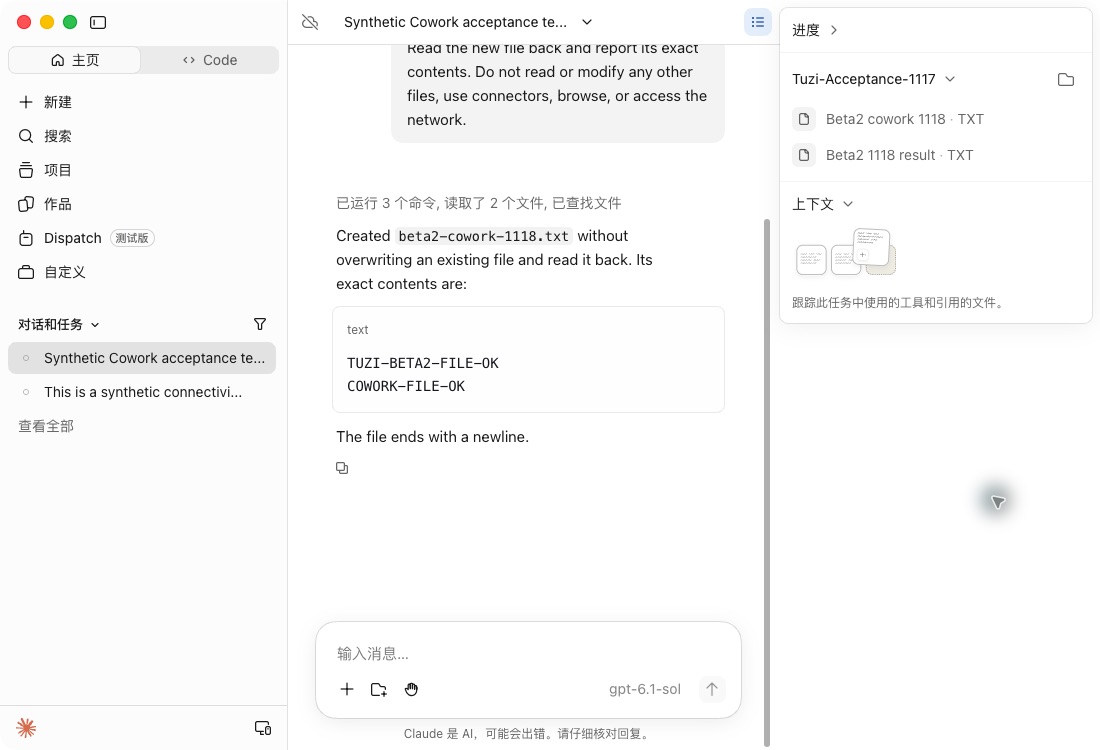 主页
Code
新建
搜索
项目
作品
Dispatch 测试版
自定义
对话和任务
Synthetic Cowork acceptance te...
This is a synthetic connectivi...
查看全部
Synthetic Cowork acceptance te...
Read the new file back and report its exact
contents. Do not read or modify any other
files, use connectors, browse, or access the
network.
已运行 3 个命令, 读取了 2 个文件, 已查找文件
Created beta2-cowork-1118.txt without
overwriting an existing file and read it back. Its
exact contents are:
text
TUZI-BETA2-FILE-OK
COWORK-FILE-OK
The file ends with a newline.
输入消息...
gpt-6.1-sol
Claude 是 AI，可能会出错。请仔细核对回复。
进度
Tuzi-Acceptance-1117
Beta2 cowork 1118 · TXT
Beta2 1118 result · TXT
上下文
跟踪此任务中使用的工具和引用的文件。